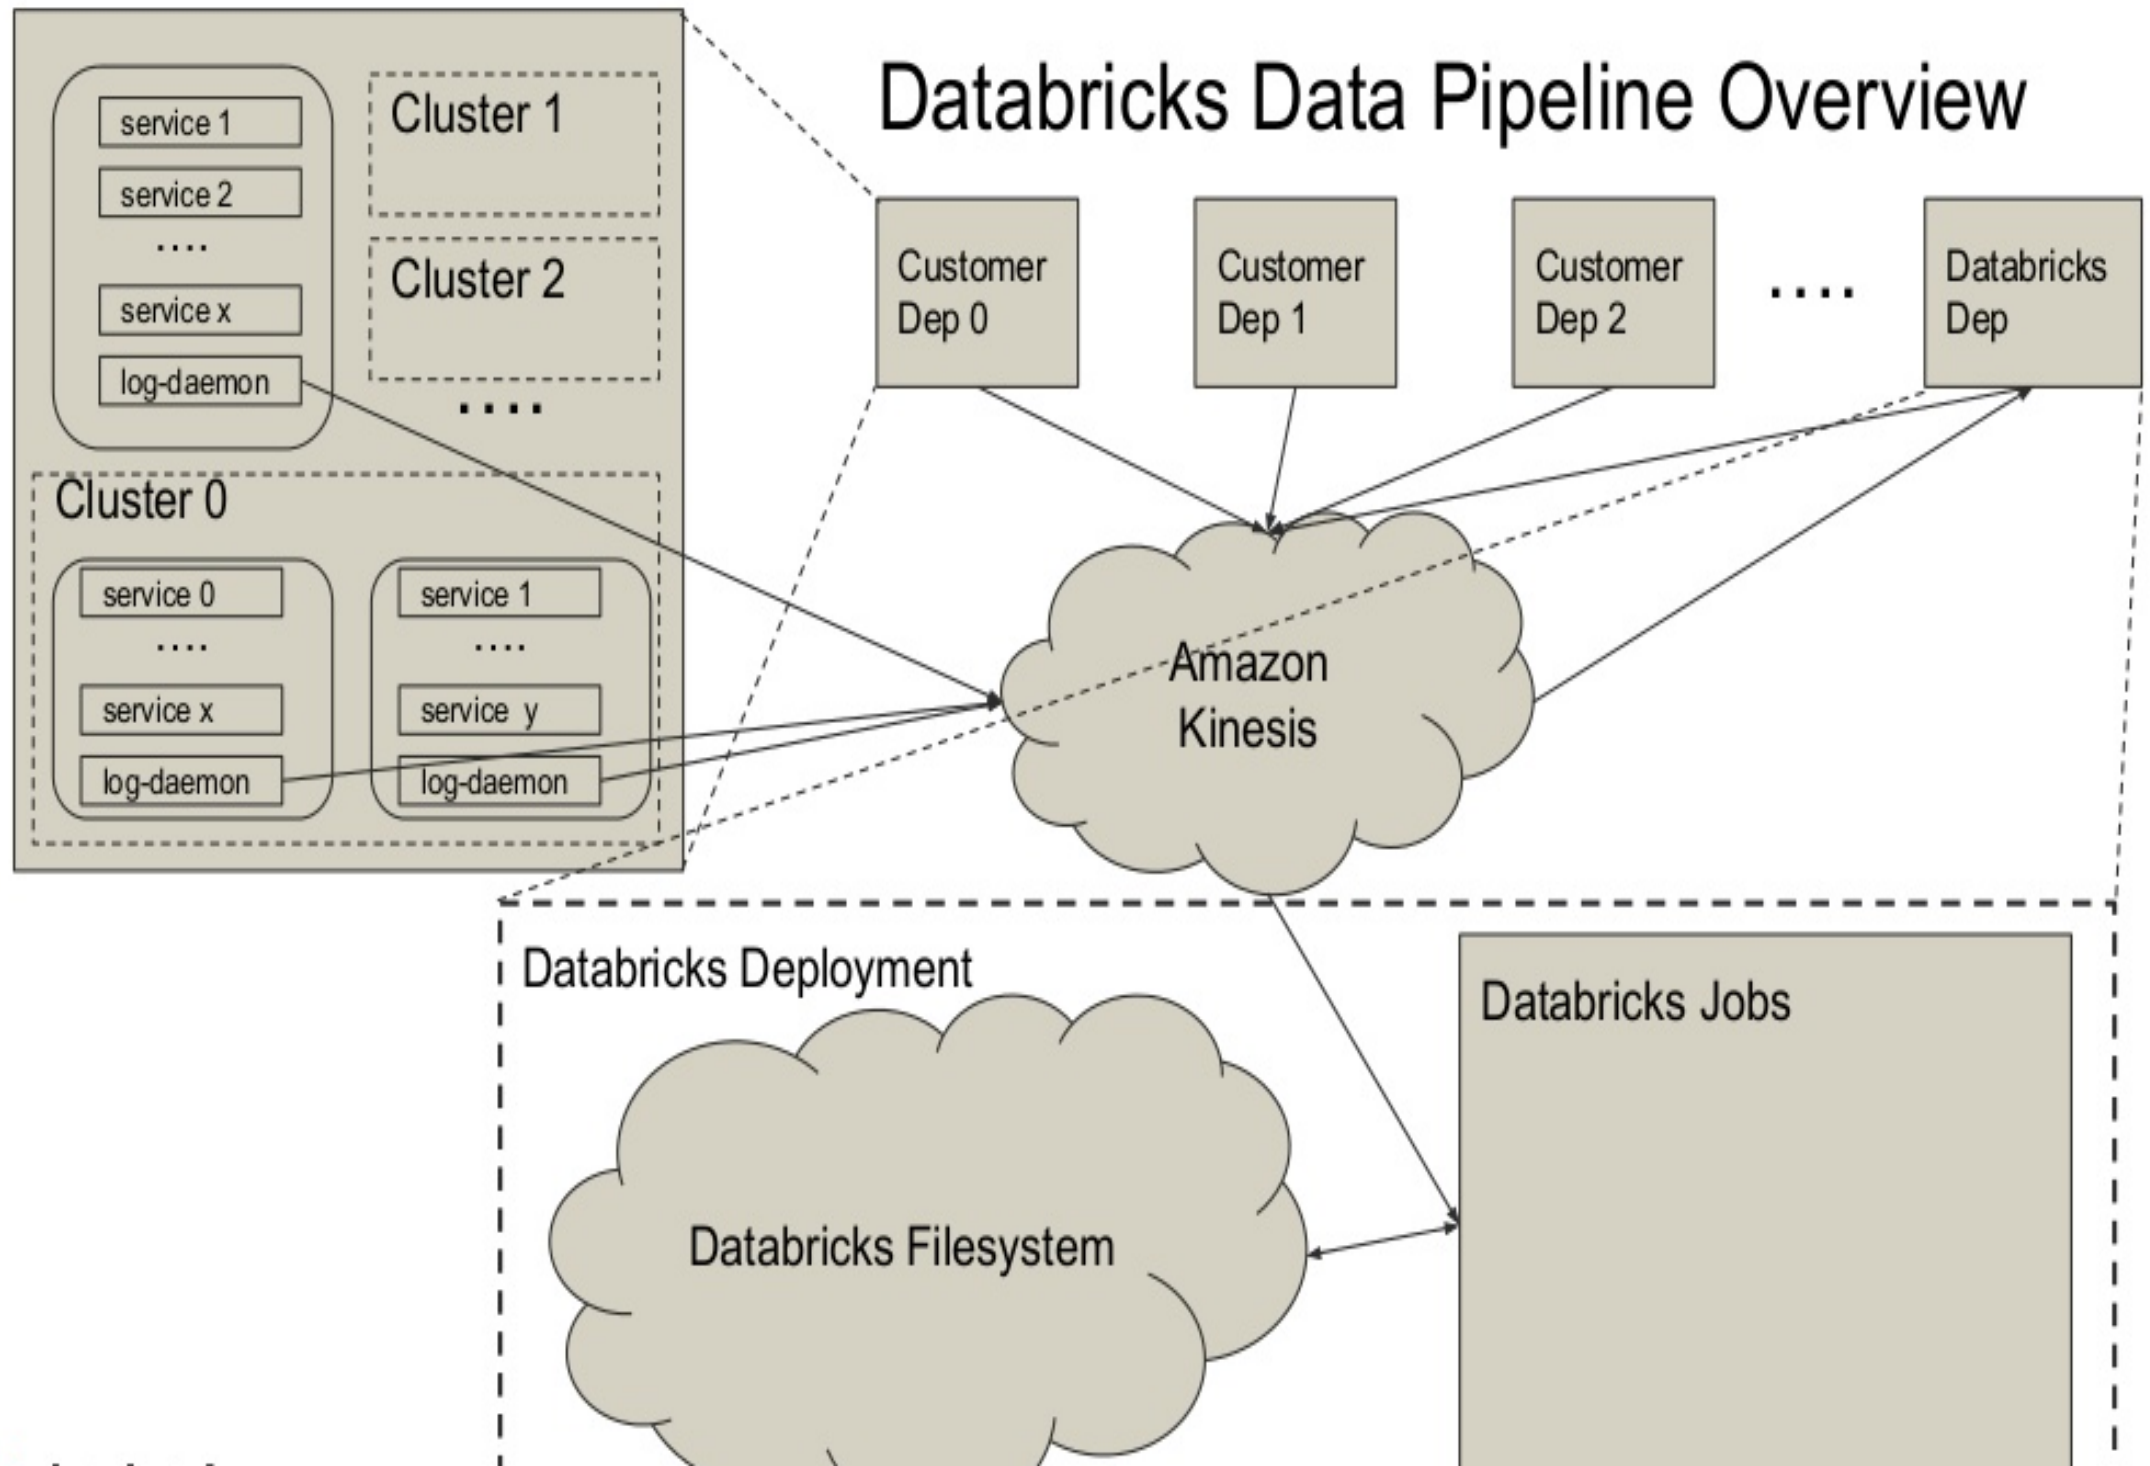 Databricks Data Pipeline Overview
service 1
service 2
....
service x
log-daemon
Cluster 1
Cluster 2
....
Cluster 0
service 0
....
service x
log-daemon
service 1
....
service y
log-daemon
Customer
Dep 0
Customer
Dep 1
Customer
Dep 2
....
Databricks
Dep
Amazon
Kinesis
Databricks Deployment
Databricks Filesystem
Databricks Jobs